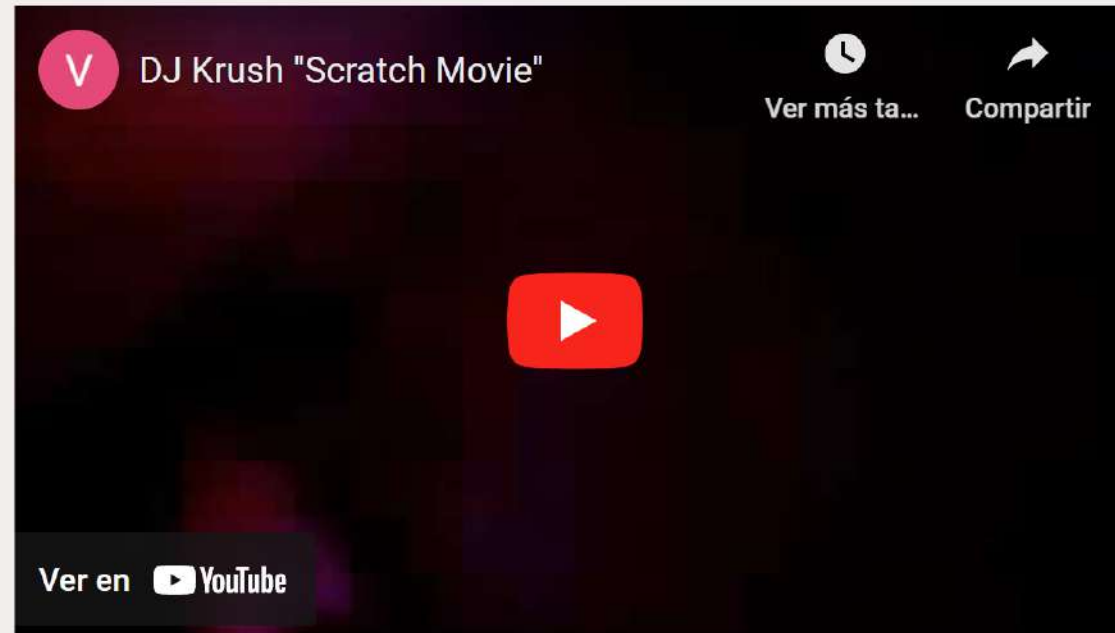 V
DJ Krush "Scratch Movie"
Ver más ta...
Compartir
Ver en YouTube